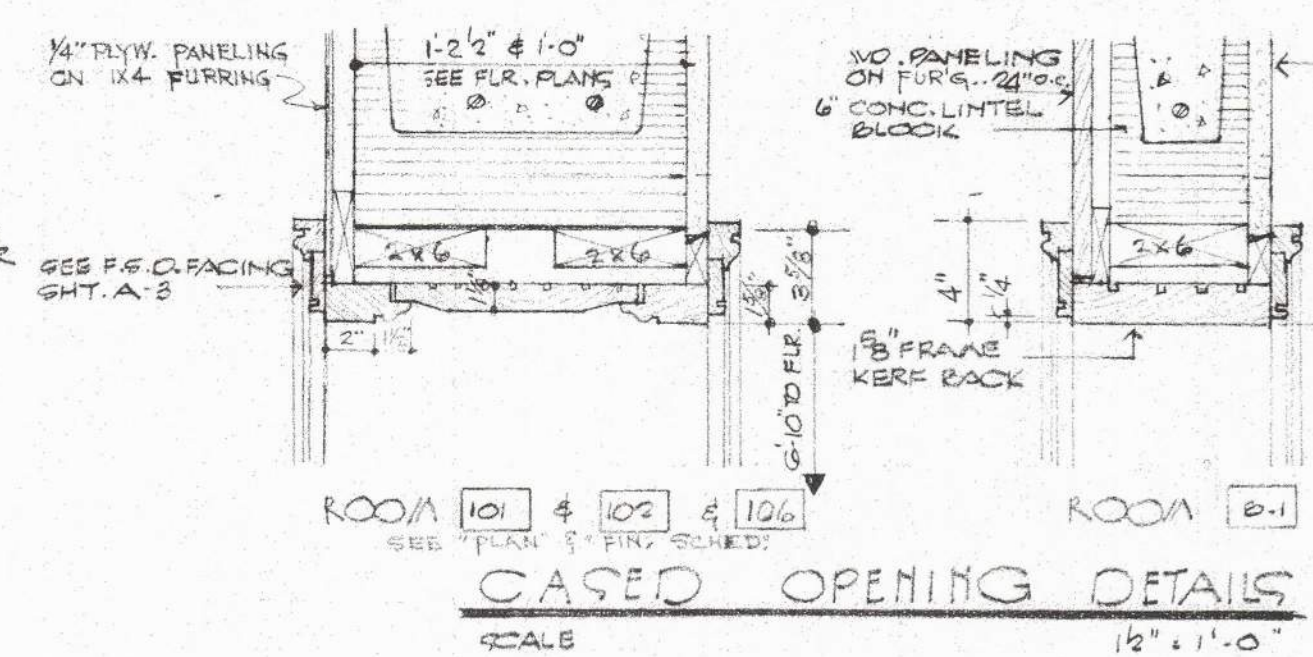 1/4" PLYW. PANELING
ON 1X4 FURRING
1'-2 1/2" & 1'-0"
SEE FLR. PLANS
WD. PANELING
ON FUR'G.. 24" o.c.
6" CONC. LINTEL
BLOCK
SEE F.S.D. FACING
SHT. A-3
2x6
2x6
2x6
1 5/8"
3 5/8"
4"
1/4"
2"
1 5/8" FRAME
KERF BACK
6'-10" TO FLR.
ROOM 101 & 102 & 106
SEE "PLAN" & "FIN. SCHED."
ROOM B-1
CASED OPENING DETAILS
SCALE 1 1/2" : 1'-0"